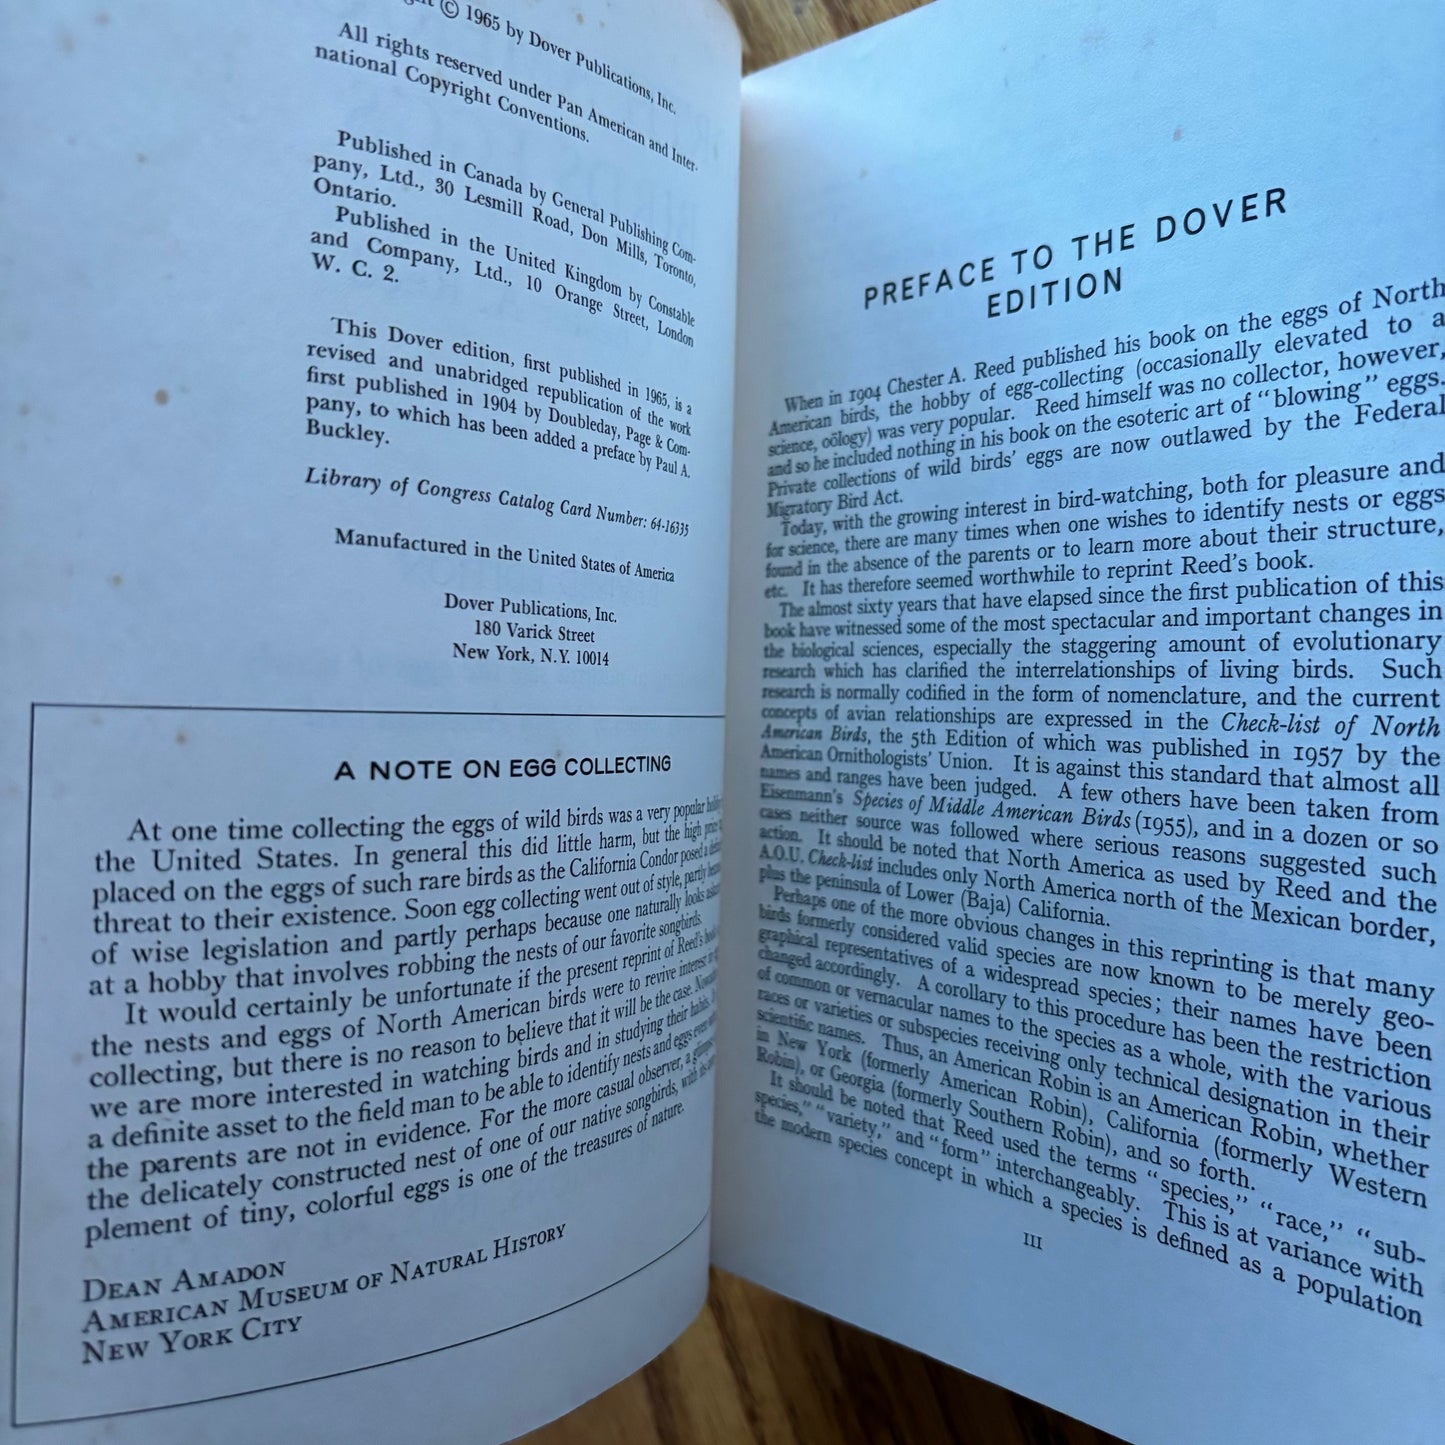 © 1965 by Dover Publications, Inc.
All rights reserved under Pan American and Inter-
national Copyright Conventions.
Published in Canada by General Publishing Com-
pany, Ltd., 30 Lesmill Road, Don Mills, Toronto,
Ontario.
Published in the United Kingdom by Constable
and Company, Ltd., 10 Orange Street, London
W. C. 2.
This Dover edition, first published in 1965, is a
revised and unabridged republication of the work
first published in 1904 by Doubleday, Page & Com-
pany, to which has been added a preface by Paul A.
Buckley.
Library of Congress Catalog Card Number: 64-16335
Manufactured in the United States of America
Dover Publications, Inc.
180 Varick Street
New York, N.Y. 10014
A NOTE ON EGG COLLECTING
At one time collecting the eggs of wild birds was a very popular
the United States. In general this did little harm, but the high
placed on the eggs of such rare birds as the California Condor posed a
threat to their existence. Soon egg collecting went out of style, partly
of wise legislation and partly perhaps because one naturally looks
at a hobby that involves robbing the nests of our favorite songbirds.
It would certainly be unfortunate if the present reprint of Reed's
the nests and eggs of North American birds were to revive interest
collecting, but there is no reason to believe that it will be the case.
we are more interested in watching birds and in studying their habits.
a definite asset to the field man to be able to identify nests and eggs
the parents are not in evidence. For the more casual observer, a
the delicately constructed nest of one of our native songbirds, with its
plement of tiny, colorful eggs is one of the treasures of nature.
DEAN AMADON
AMERICAN MUSEUM OF NATURAL HISTORY
NEW YORK CITY
PREFACE TO THE DOVER
EDITION
When in 1904 Chester A. Reed published his book on the eggs of North
American birds, the hobby of egg-collecting (occasionally elevated to a
science, oölogy) was very popular. Reed himself was no collector, however,
and so he included nothing in his book on the esoteric art of "blowing" eggs.
Private collections of wild birds' eggs are now outlawed by the Federal
Migratory Bird Act.
Today, with the growing interest in bird-watching, both for pleasure and
for science, there are many times when one wishes to identify nests or eggs
found in the absence of the parents or to learn more about their structure,
etc. It has therefore seemed worthwhile to reprint Reed's book.
The almost sixty years that have elapsed since the first publication of this
book have witnessed some of the most spectacular and important changes in
the biological sciences, especially the staggering amount of evolutionary
research which has clarified the interrelationships of living birds. Such
research is normally codified in the form of nomenclature, and the current
concepts of avian relationships are expressed in the Check-list of North
American Birds, the 5th Edition of which was published in 1957 by the
American Ornithologists' Union. It is against this standard that almost all
names and ranges have been judged. A few others have been taken from
Eisenmann's Species of Middle American Birds (1955), and in a dozen or so
cases neither source was followed where serious reasons suggested such
action. It should be noted that North America as used by Reed and the
A.O.U. Check-list includes only North America north of the Mexican border,
plus the peninsula of Lower (Baja) California.
Perhaps one of the more obvious changes in this reprinting is that many
birds formerly considered valid species are now known to be merely geo-
graphical representatives of a widespread species; their names have been
changed accordingly. A corollary to this procedure has been the restriction
of common or vernacular names to the species as a whole, with the various
races or varieties or subspecies receiving only technical designation in their
scientific names. Thus, an American Robin is an American Robin, whether
in New York (formerly American Robin), California (formerly Western
Robin), or Georgia (formerly Southern Robin), and so forth.
It should be noted that Reed used the terms "species," "race," "sub-
species," "variety," and "form" interchangeably. This is at variance with
the modern species concept in which a species is defined as a population
III